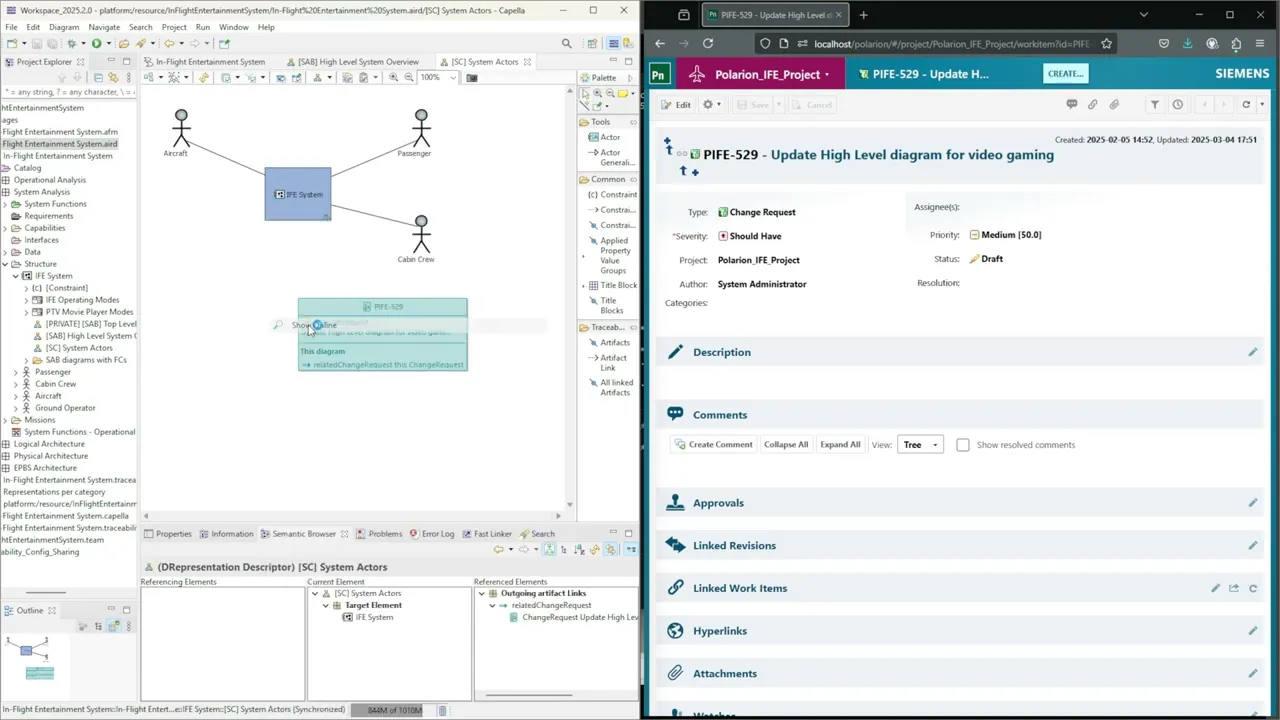 Workspace_2025.2.0 - platform:/resource/InFlightEntertainmentSystem/In-Flight%20Entertainment%20System.aird/[SC] System Actors - Capella
File Edit Diagram Navigate Search Project Run Window Help
Project Explorer
* = any string, ? = any character, \ =
htEntertainmentSystem
ages
Flight Entertainment System.afm
Flight Entertainment System.aird
In-Flight Entertainment System
Catalog
Operational Analysis
System Analysis
System Functions
Requirements
Capabilities
Interfaces
Data
Structure
IFE System
[Constraint]
IFE Operating Modes
PTV Movie Player Modes
[PRIVATE] [SAB] Top Level
[SAB] High Level System O
[SC] System Actors
SAB diagrams with FCs
Passenger
Cabin Crew
Aircraft
Ground Operator
Missions
System Functions - Operational
Logical Architecture
Physical Architecture
EPBS Architecture
In-Flight Entertainment System.tracea
Representations per category
platform:/resource/InFlightEntertainm
Flight Entertainment System.capella
Flight Entertainment System.traceabili
htEntertainmentSystem.team
ability_Config_Sharing
Outline
In-Flight Entertainment System
[SAB] High Level System Overview
[SC] System Actors
100%
Aircraft
Passenger
IFE System
Cabin Crew
PIFE-529
Show Online
Update High Level diagram for video gami...
This diagram
relatedChangeRequest this ChangeRequest
Palette
Tools
Actor
Actor
Generali...
Common
(c) Constraint
Constrai...
Constrai...
Applied
Property
Value
Groups
Title Block
Title
Blocks
Traceab...
Artifacts
Artifact
Link
All linked
Artifacts
Properties Information Semantic Browser Problems Error Log Fast Linker Search
(DRepresentation Descriptor) [SC] System Actors
Referencing Elements
Current Element
[SC] System Actors
Target Element
IFE System
Referenced Elements
Outgoing artifact Links
relatedChangeRequest
ChangeRequest Update High Lev
In-Flight Entertainment System::In-Flight Entert...e::IFE System::[SC] System Actors (Synchronized)
844M of 1018M
PIFE-529 - Update High Level d
localhost/polarion/#/project/Polarion_IFE_Project/workitem?id=PIFE
Pn
Polarion_IFE_Project
PIFE-529 - Update H...
CREATE...
SIEMENS
Edit
Save
Cancel
Created: 2025-02-05 14:52, Updated: 2025-03-04 17:51
PIFE-529 - Update High Level diagram for video gaming
Type: Change Request
*Severity: Should Have
Project: Polarion_IFE_Project
Author: System Administrator
Categories:
Assignee(s):
Priority: Medium [50.0]
Status: Draft
Resolution:
Description
Comments
Create Comment Collapse All Expand All View: Tree Show resolved comments
Approvals
Linked Revisions
Linked Work Items
Hyperlinks
Attachments